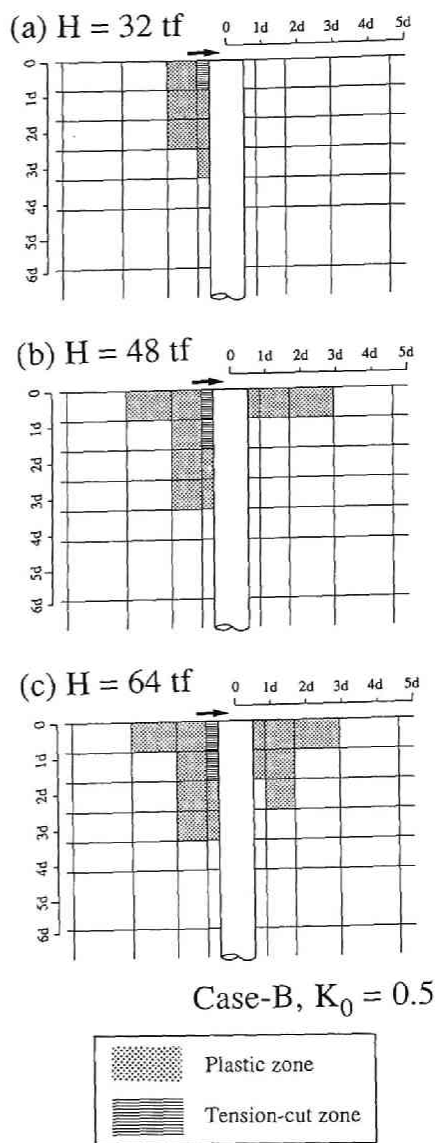 (a) H = 32 tf
0 1d 2d 3d 4d 5d
0
1d
2d
3d
4d
5d
6d
(b) H = 48 tf
0 1d 2d 3d 4d 5d
0
1d
2d
3d
4d
5d
6d
(c) H = 64 tf
0 1d 2d 3d 4d 5d
0
1d
2d
3d
4d
5d
6d
Case-B, K₀ = 0.5
Plastic zone
Tension-cut zone